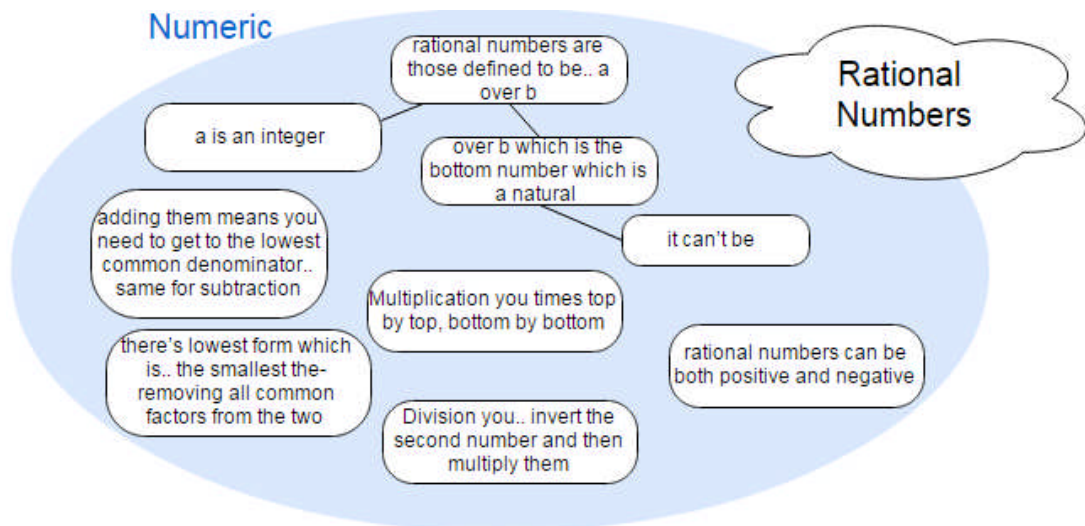 Numeric
rational numbers are
those defined to be.. a
over b
Rational
Numbers
a is an integer
over b which is the
bottom number which is
a natural
adding them means you
need to get to the lowest
common denominator..
same for subtraction
it can't be
Multiplication you times top
by top, bottom by bottom
there's lowest form which
is.. the smallest the-
removing all common
factors from the two
rational numbers can be
both positive and negative
Division you.. invert the
second number and then
multiply them